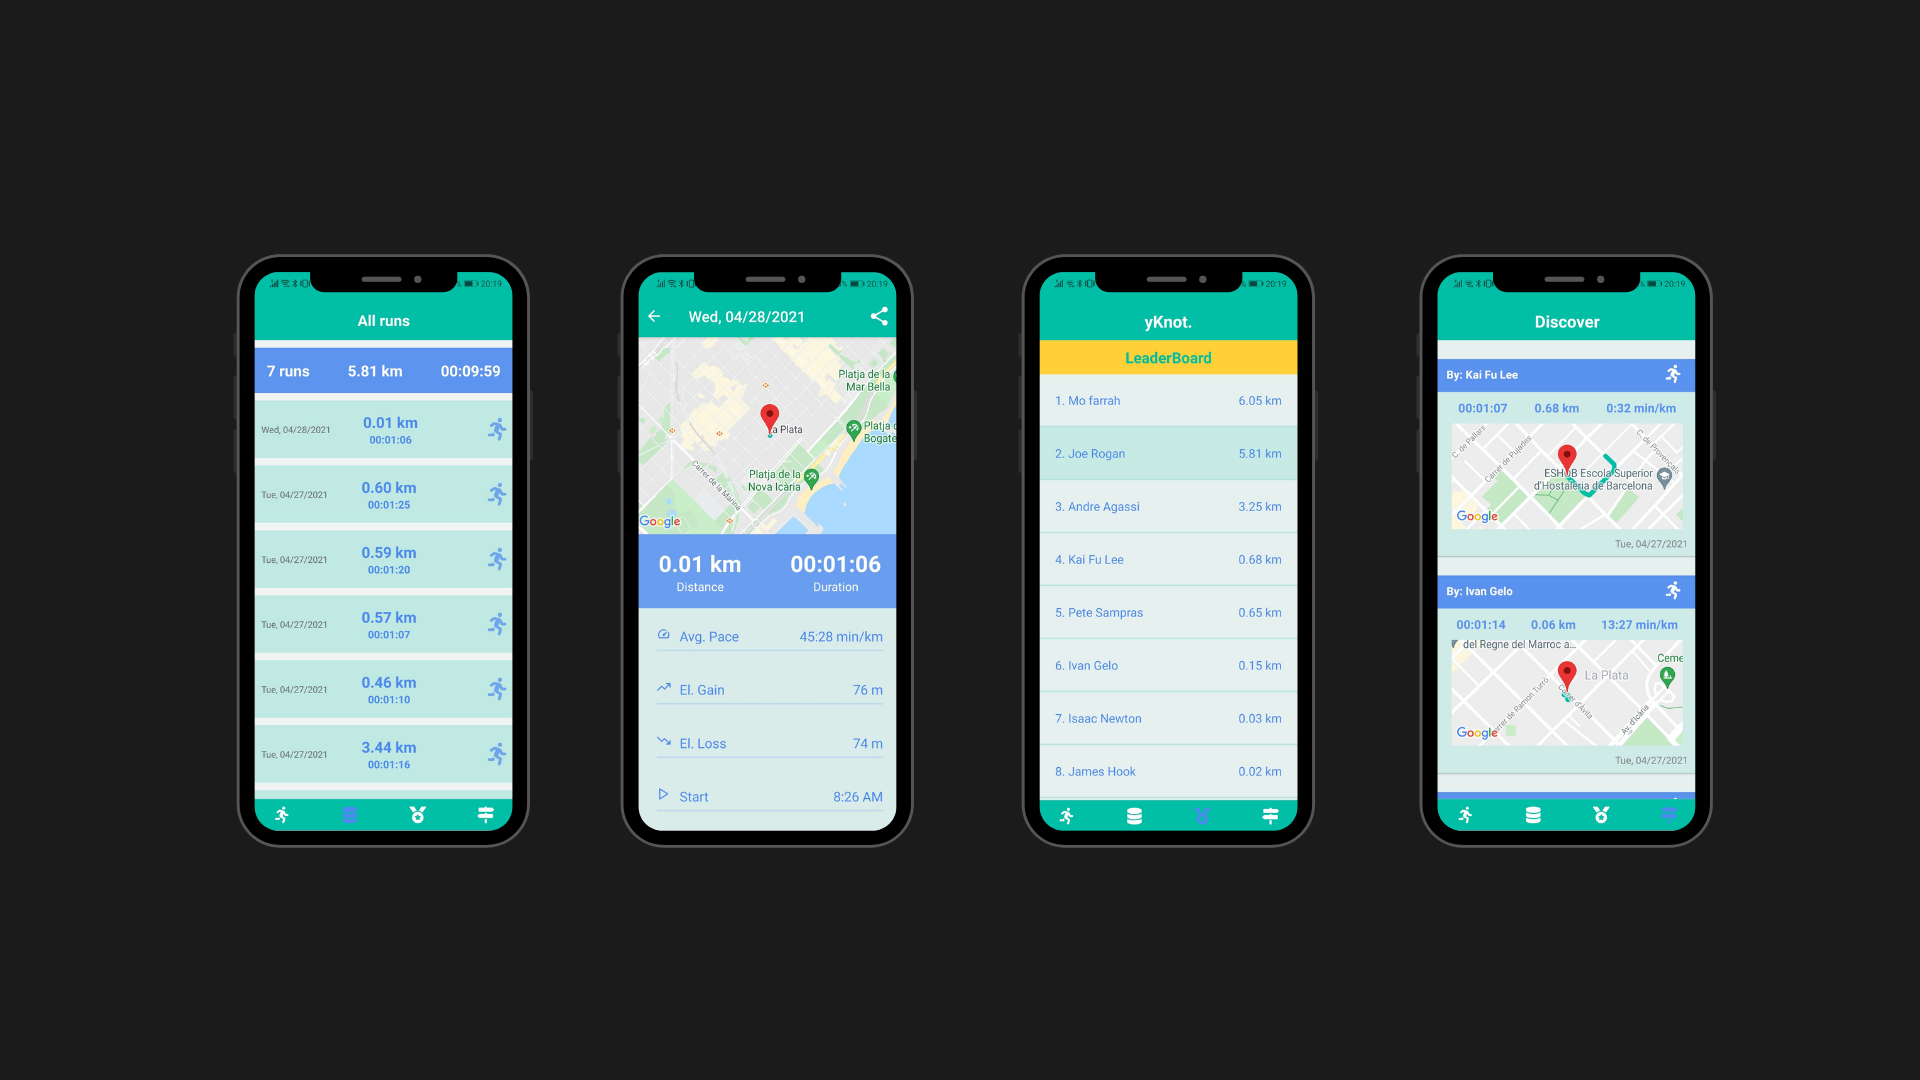 20:19
All runs
7 runs 5.81 km 00:09:59
Wed, 04/28/2021 0.01 km
00:01:06
Tue, 04/27/2021 0.60 km
00:01:25
Tue, 04/27/2021 0.59 km
00:01:20
Tue, 04/27/2021 0.57 km
00:01:07
Tue, 04/27/2021 0.46 km
00:01:10
Tue, 04/27/2021 3.44 km
00:01:16
% 20:19
Wed, 04/28/2021
Platja de la
Mar Bella
La Plata
Platja d
Bogate
Platja de la
Nova Icària
Carrer de la Marina
Google
0.01 km 00:01:06
Distance Duration
Avg. Pace 45:28 min/km
El. Gain 76 m
El. Loss 74 m
Start 8:26 AM
% 20:19
yKnot.
LeaderBoard
1. Mo farrah 6.05 km
2. Joe Rogan 5.81 km
3. Andre Agassi 3.25 km
4. Kai Fu Lee 0.68 km
5. Pete Sampras 0.65 km
6. Ivan Gelo 0.15 km
7. Isaac Newton 0.03 km
8. James Hook 0.02 km
% 20:19
Discover
By: Kai Fu Lee
00:01:07 0.68 km 0:32 min/km
C. de Pallars
Carrer de Pujades
C. de Provençals
ESHOB Escola Superior
d'Hostaleria de Barcelona
Google
Tue, 04/27/2021
By: Ivan Gelo
00:01:14 0.06 km 13:27 min/km
del Regne del Marroc a...
Ceme
La Plata
Carrer de Ramon Turró
Carrer d'Àvila
Av. d'Icària
Google
Tue, 04/27/2021